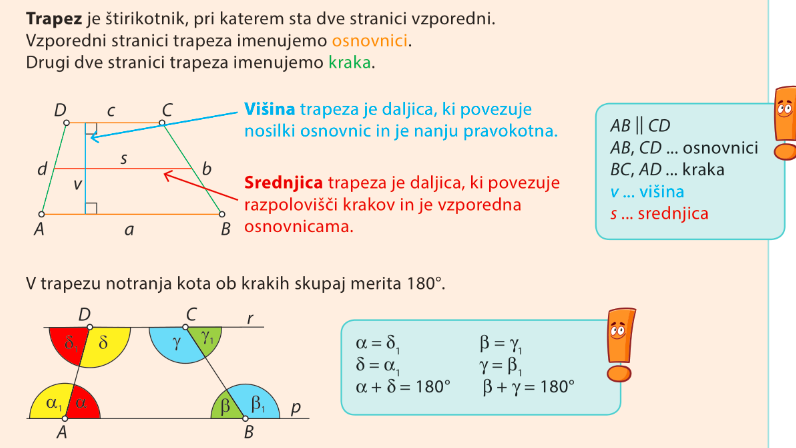 Trapez je štirikotnik, pri katerem sta dve stranici vzporedni.
Vzporedni stranici trapeza imenujemo osnovnici.
Drugi dve stranici trapeza imenujemo kraka.
D c C
d s b
v
A a B
Višina trapeza je daljica, ki povezuje
nosilki osnovnic in je nanju pravokotna.
Srednjica trapeza je daljica, ki povezuje
razpolovišči krakov in je vzporedna
osnovnicama.
AB || CD
AB, CD ... osnovnici
BC, AD ... kraka
v ... višina
s ... srednjica
V trapezu notranja kota ob krakih skupaj merita 180°.
D C r
δ₁ δ γ γ₁
α₁ α β β₁ p
A B
α = δ₁ β = γ₁
δ = α₁ γ = β₁
α + δ = 180° β + γ = 180°